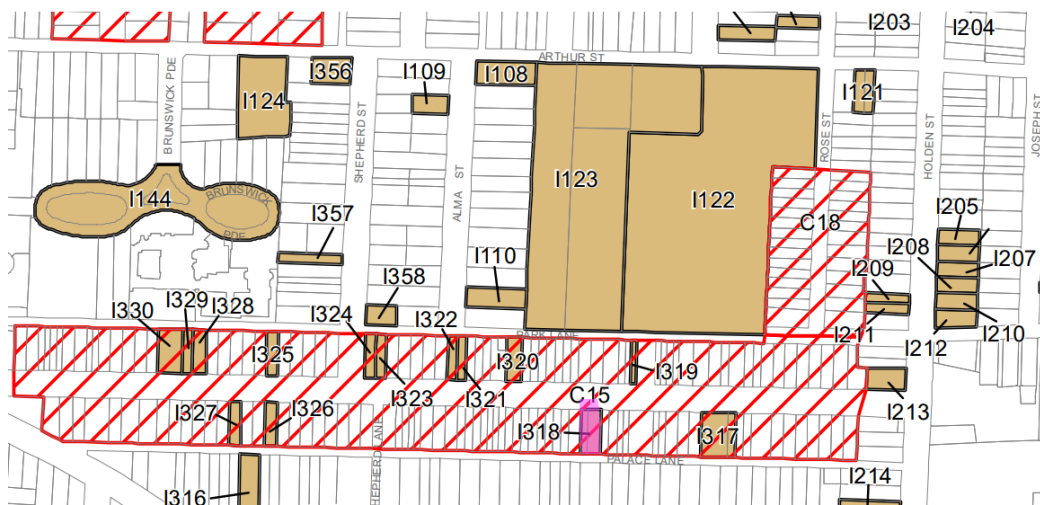 I203
I204
ARTHUR ST
I356
I109
I108
I124
I121
BRUNSWICK PDE
SHEPHERD ST
ROSE ST
HOLDEN ST
JOSEPH ST
ALMA ST
I144
BRUNSWICK
PDE
I123
I122
C18
I205
I357
I208
I207
I110
I358
I209
I330
I329
I328
I324
I322
PARK LANE
I211
I210
I212
I325
I320
I319
I323
I321
C15
I213
I327
I326
I318
I317
SHEPHERD LANE
PALACE LANE
I316
I214